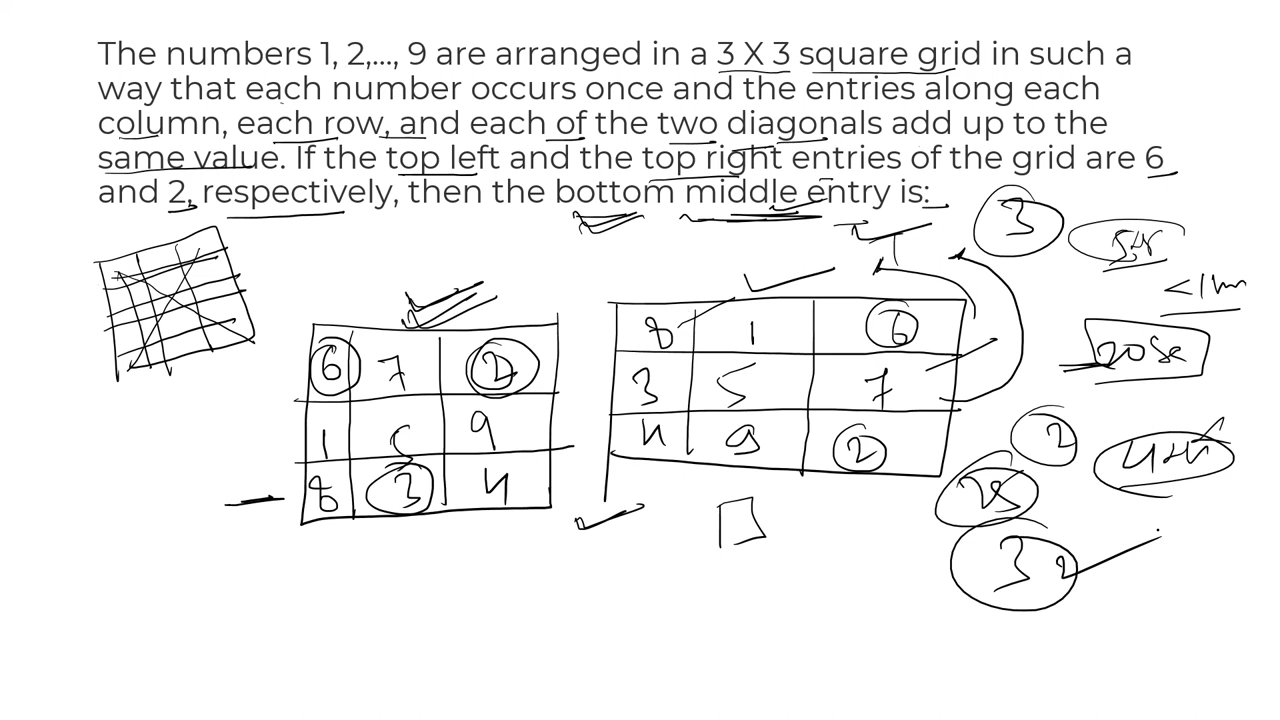 The numbers 1, 2,..., 9 are arranged in a 3 X 3 square grid in such a
way that each number occurs once and the entries along each
column, each row, and each of the two diagonals add up to the
same value. If the top left and the top right entries of the grid are 6
and 2, respectively, then the bottom middle entry is:
3
6 7 2
1 5 9
8 3 4
8 1 6
3 5 7
4 9 2
2
3